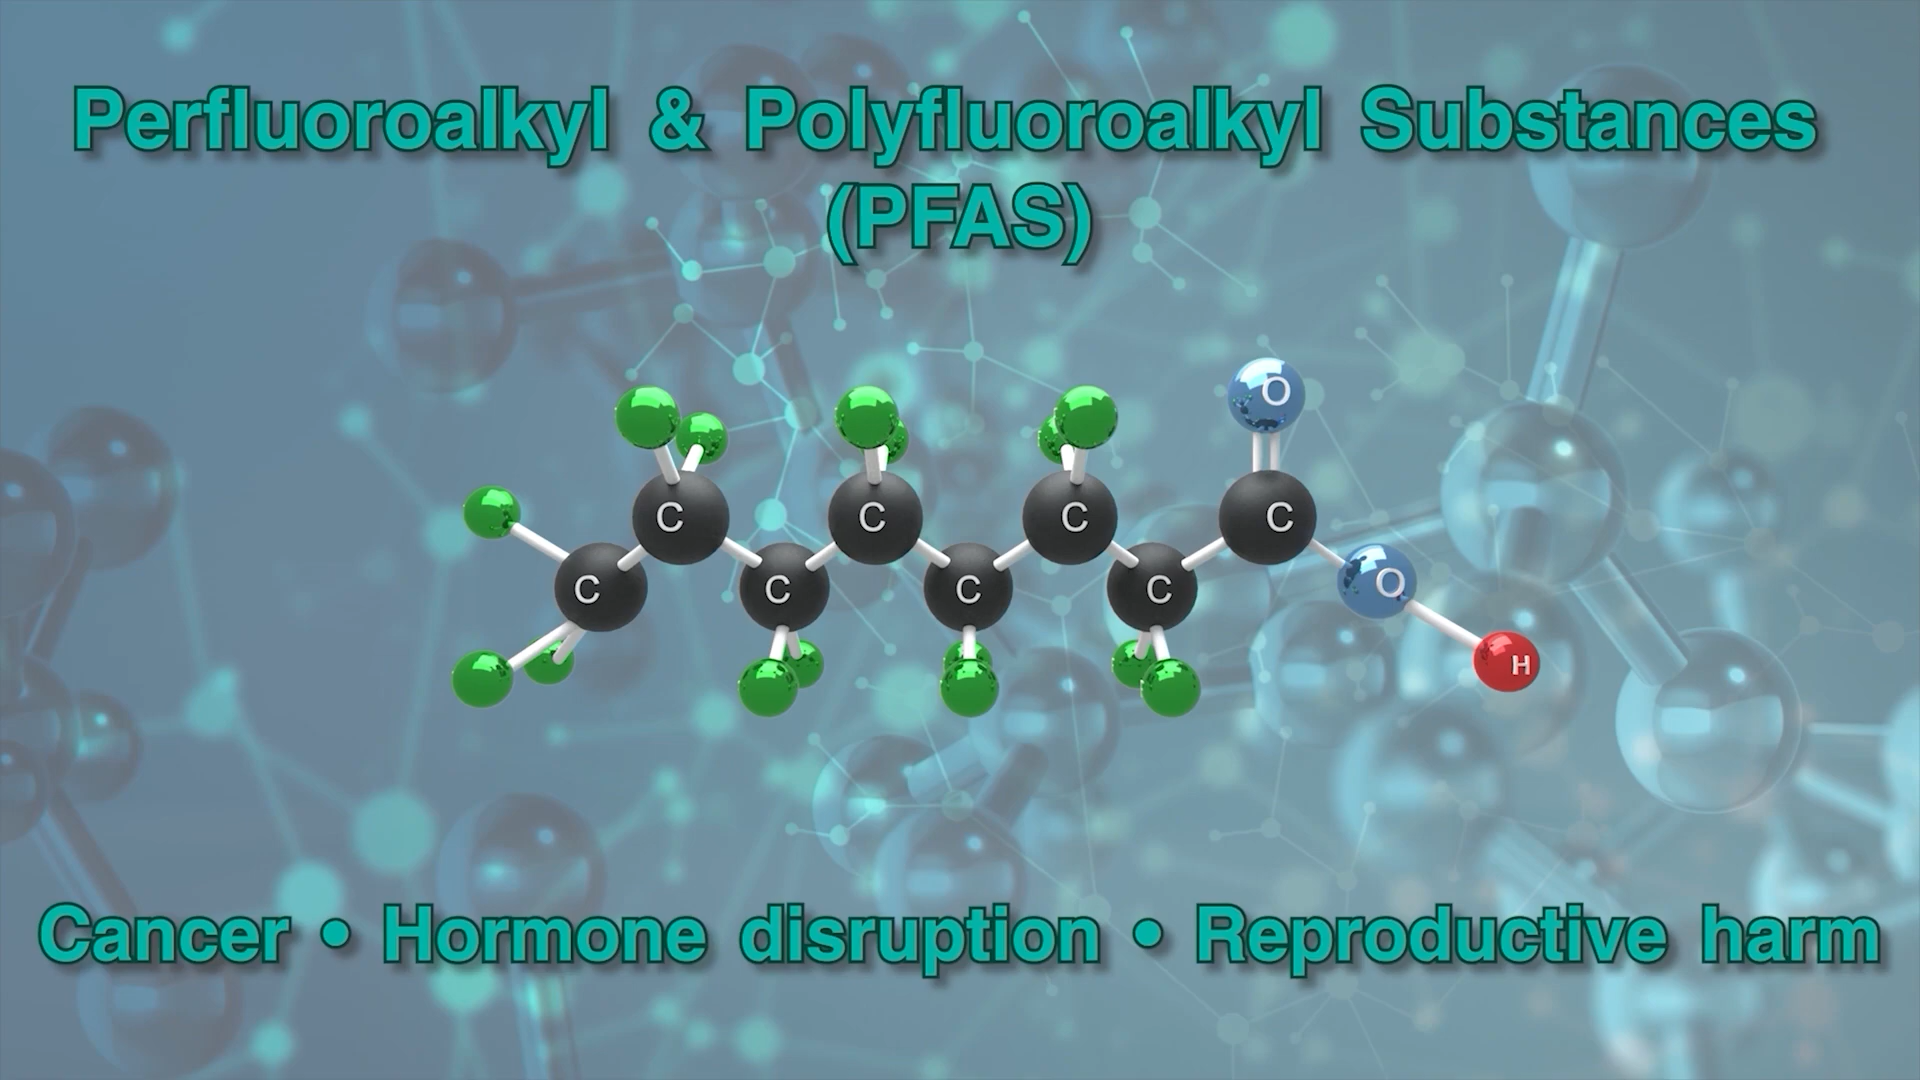 Perfluoroalkyl & Polyfluoroalkyl Substances
(PFAS)
O
C C C C
C C C C O
H
Cancer • Hormone disruption • Reproductive harm